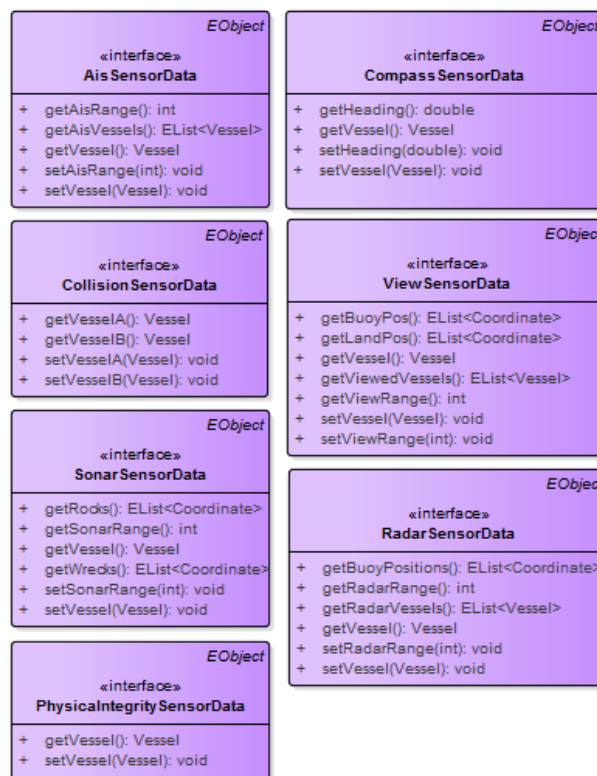 EObject
«interface»
AisSensorData
+ getAisRange(): int
+ getAisVessels(): EList<Vessel>
+ getVessel(): Vessel
+ setAisRange(int): void
+ setVessel(Vessel): void
EObject
«interface»
CompassSensorData
+ getHeading(): double
+ getVessel(): Vessel
+ setHeading(double): void
+ setVessel(Vessel): void
EObject
«interface»
CollisionSensorData
+ getVesselA(): Vessel
+ getVesselB(): Vessel
+ setVesselA(Vessel): void
+ setVesselB(Vessel): void
EObject
«interface»
ViewSensorData
+ getBuoyPos(): EList<Coordinate>
+ getLandPos(): EList<Coordinate>
+ getVessel(): Vessel
+ getViewedVessels(): EList<Vessel>
+ getViewRange(): int
+ setVessel(Vessel): void
+ setViewRange(int): void
EObject
«interface»
SonarSensorData
+ getRocks(): EList<Coordinate>
+ getSonarRange(): int
+ getVessel(): Vessel
+ getWrecks(): EList<Coordinate>
+ setSonarRange(int): void
+ setVessel(Vessel): void
EObject
«interface»
RadarSensorData
+ getBuoyPositions(): EList<Coordinate>
+ getRadarRange(): int
+ getRadarVessels(): EList<Vessel>
+ getVessel(): Vessel
+ setRadarRange(int): void
+ setVessel(Vessel): void
EObject
«interface»
PhysicalIntegritySensorData
+ getVessel(): Vessel
+ setVessel(Vessel): void